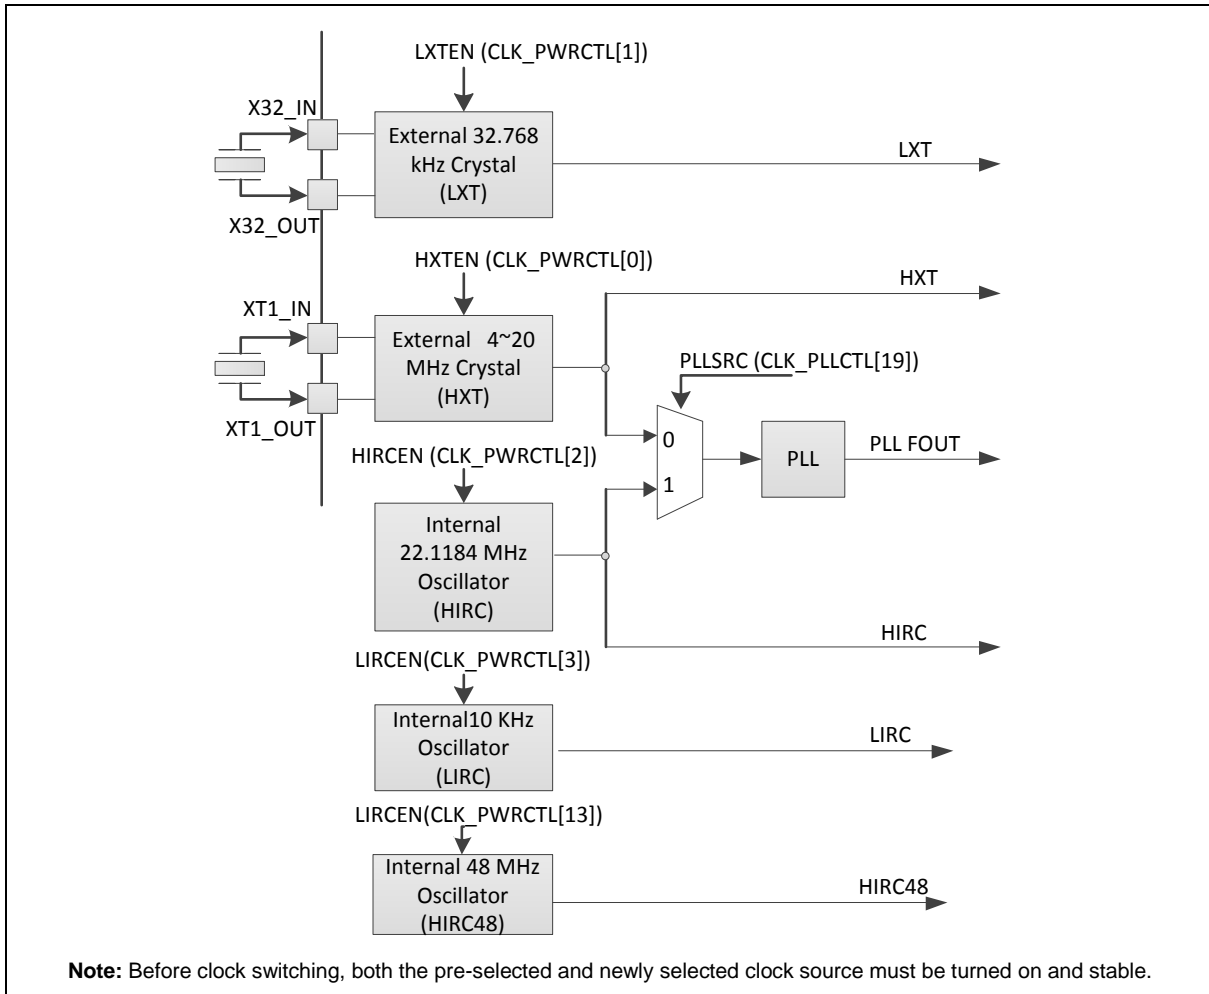 LXTEN (CLK_PWRCTL[1])
X32_IN
External 32.768
kHz Crystal
(LXT)
LXT
X32_OUT
HXTEN (CLK_PWRCTL[0])
HXT
XT1_IN
External 4~20
MHz Crystal
(HXT)
PLLSRC (CLK_PLLCTL[19])
XT1_OUT
0
1
PLL
PLL FOUT
HIRCEN (CLK_PWRCTL[2])
Internal
22.1184 MHz
Oscillator
(HIRC)
HIRC
LIRCEN(CLK_PWRCTL[3])
Internal10 KHz
Oscillator
(LIRC)
LIRC
LIRCEN(CLK_PWRCTL[13])
Internal 48 MHz
Oscillator
(HIRC48)
HIRC48
Note: Before clock switching, both the pre-selected and newly selected clock source must be turned on and stable.